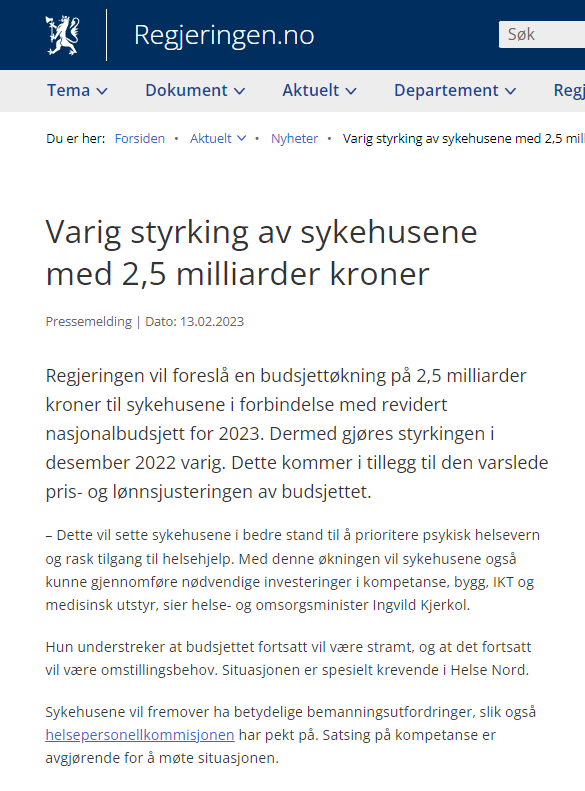 Regjeringen.no
Søk
Tema
Dokument
Aktuelt
Departement
Regj
Du er her: Forsiden • Aktuelt • Nyheter • Varig styrking av sykehusene med 2,5 mill
Varig styrking av sykehusene
med 2,5 milliarder kroner
Pressemelding | Dato: 13.02.2023
Regjeringen vil foreslå en budsjettøkning på 2,5 milliarder
kroner til sykehusene i forbindelse med revidert
nasjonalbudsjett for 2023. Dermed gjøres styrkingen i
desember 2022 varig. Dette kommer i tillegg til den varslede
pris- og lønnsjusteringen av budsjettet.
– Dette vil sette sykehusene i bedre stand til å prioritere psykisk helsevern
og rask tilgang til helsehjelp. Med denne økningen vil sykehusene også
kunne gjennomføre nødvendige investeringer i kompetanse, bygg, IKT og
medisinsk utstyr, sier helse- og omsorgsminister Ingvild Kjerkol.
Hun understreker at budsjettet fortsatt vil være stramt, og at det fortsatt
vil være omstillingsbehov. Situasjonen er spesielt krevende i Helse Nord.
Sykehusene vil fremover ha betydelige bemanningsutfordringer, slik også
helsepersonellkommisjonen har pekt på. Satsing på kompetanse er
avgjørende for å møte situasjonen.